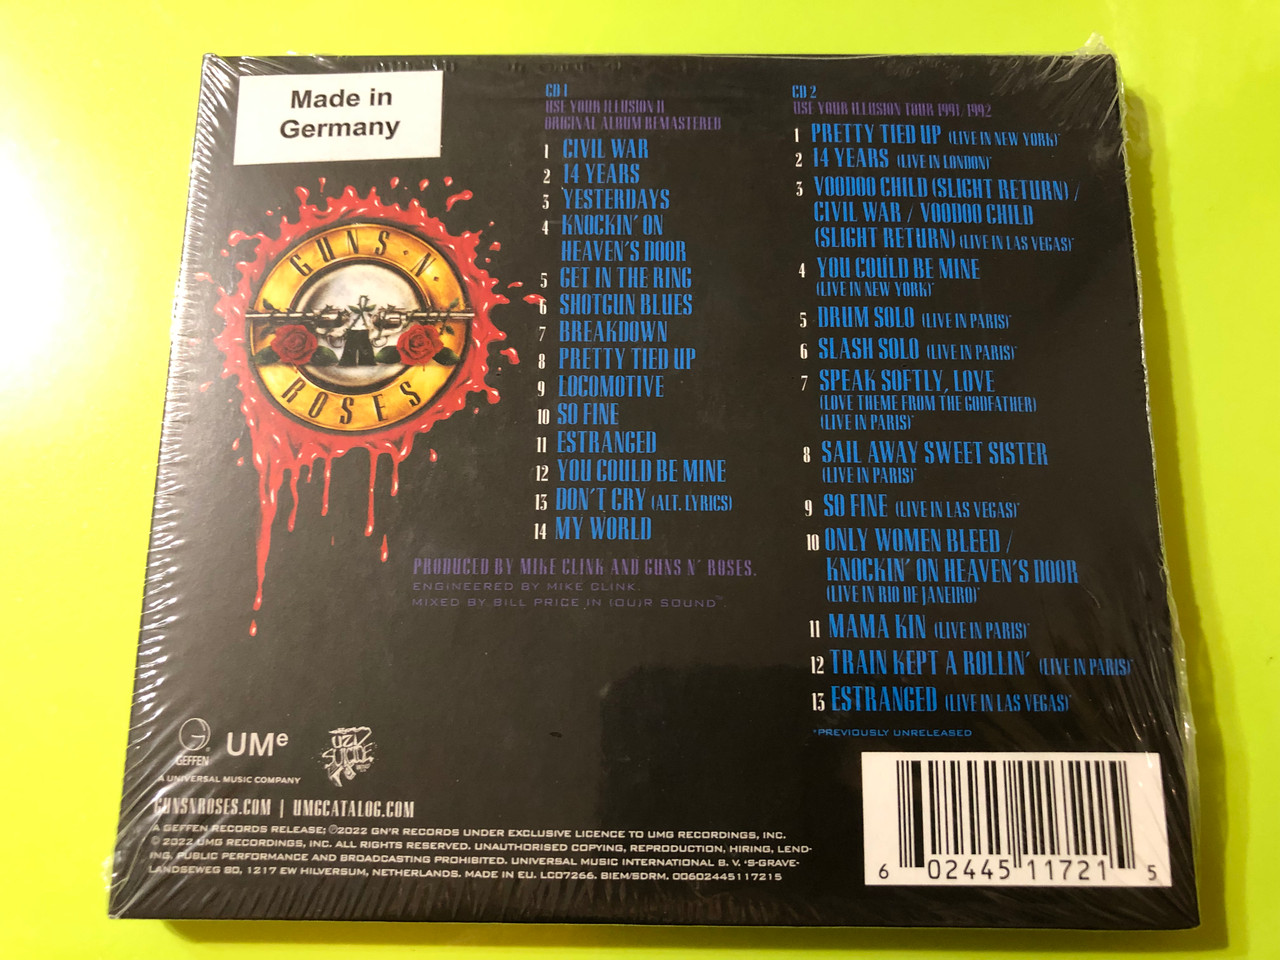 Made in
Germany
GUNS N'
ROSES
CD 1
USE YOUR ILLUSION II
ORIGINAL ALBUM REMASTERED
1 CIVIL WAR
2 14 YEARS
3 YESTERDAYS
4 KNOCKIN' ON
HEAVEN'S DOOR
5 GET IN THE RING
6 SHOTGUN BLUES
7 BREAKDOWN
8 PRETTY TIED UP
9 LOCOMOTIVE
10 SO FINE
11 ESTRANGED
12 YOU COULD BE MINE
13 DON'T CRY (ALT. LYRICS)
14 MY WORLD
PRODUCED BY MIKE CLINK AND GUNS N' ROSES.
ENGINEERED BY MIKE CLINK.
MIXED BY BILL PRICE IN (OU)R SOUND™.
CD 2
USE YOUR ILLUSION TOUR 1991/1992
1 PRETTY TIED UP (LIVE IN NEW YORK)*
2 14 YEARS (LIVE IN LONDON)*
3 VOODOO CHILD (SLIGHT RETURN) /
CIVIL WAR / VOODOO CHILD
(SLIGHT RETURN) (LIVE IN LAS VEGAS)*
4 YOU COULD BE MINE
(LIVE IN NEW YORK)*
5 DRUM SOLO (LIVE IN PARIS)*
6 SLASH SOLO (LIVE IN PARIS)*
7 SPEAK SOFTLY, LOVE
(LOVE THEME FROM THE GODFATHER)
(LIVE IN PARIS)*
8 SAIL AWAY SWEET SISTER
(LIVE IN PARIS)*
9 SO FINE (LIVE IN LAS VEGAS)*
10 ONLY WOMEN BLEED /
KNOCKIN' ON HEAVEN'S DOOR
(LIVE IN RIO DE JANEIRO)*
11 MAMA KIN (LIVE IN PARIS)*
12 TRAIN KEPT A ROLLIN' (LIVE IN PARIS)*
13 ESTRANGED (LIVE IN LAS VEGAS)*
*PREVIOUSLY UNRELEASED
GEFFEN
UMe
UZI
SUICIDE
A UNIVERSAL MUSIC COMPANY
GUNSNROSES.COM | UMGCATALOG.COM
A GEFFEN RECORDS RELEASE; ℗2022 GN'R RECORDS UNDER EXCLUSIVE LICENCE TO UMG RECORDINGS, INC.
© 2022 UMG RECORDINGS, INC. ALL RIGHTS RESERVED. UNAUTHORISED COPYING, REPRODUCTION, HIRING, LEND-
ING, PUBLIC PERFORMANCE AND BROADCASTING PROHIBITED. UNIVERSAL MUSIC INTERNATIONAL B. V. 'S-GRAVE-
LANDSEWEG 80, 1217 EW HILVERSUM, NETHERLANDS. MADE IN EU. LC07266. BIEM/SDRM. 00602445117215
6 02445 11721 5